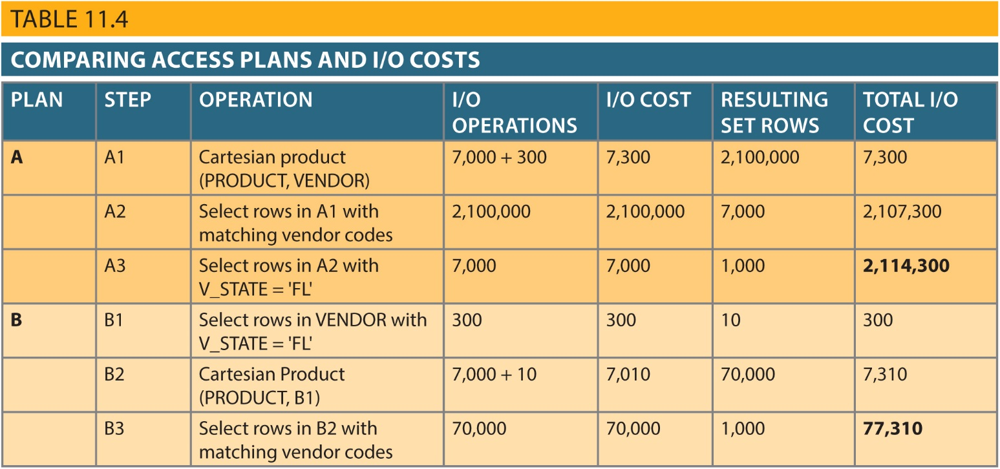 TABLE 11.4
COMPARING ACCESS PLANS AND I/O COSTS
PLAN STEP OPERATION I/O OPERATIONS I/O COST RESULTING SET ROWS TOTAL I/O COST
A A1 Cartesian product (PRODUCT, VENDOR) 7,000 + 300 7,300 2,100,000 7,300
A2 Select rows in A1 with matching vendor codes 2,100,000 2,100,000 7,000 2,107,300
A3 Select rows in A2 with V_STATE = 'FL' 7,000 7,000 1,000 2,114,300
B B1 Select rows in VENDOR with V_STATE = 'FL' 300 300 10 300
B2 Cartesian Product (PRODUCT, B1) 7,000 + 10 7,010 70,000 7,310
B3 Select rows in B2 with matching vendor codes 70,000 70,000 1,000 77,310